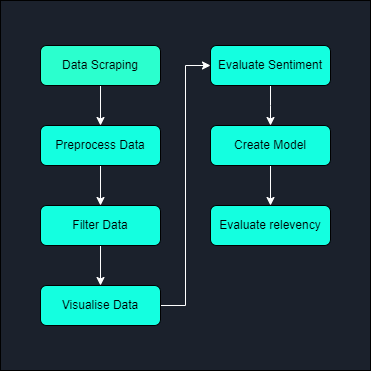 Data Scraping
Preprocess Data
Filter Data
Visualise Data
Evaluate Sentiment
Create Model
Evaluate relevency